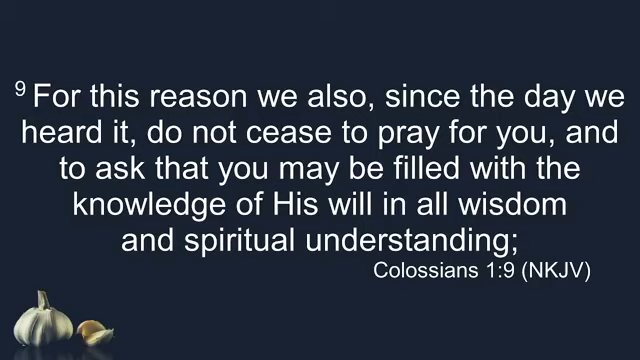 9 For this reason we also, since the day we
heard it, do not cease to pray for you, and
to ask that you may be filled with the
knowledge of His will in all wisdom
and spiritual understanding;
Colossians 1:9 (NKJV)